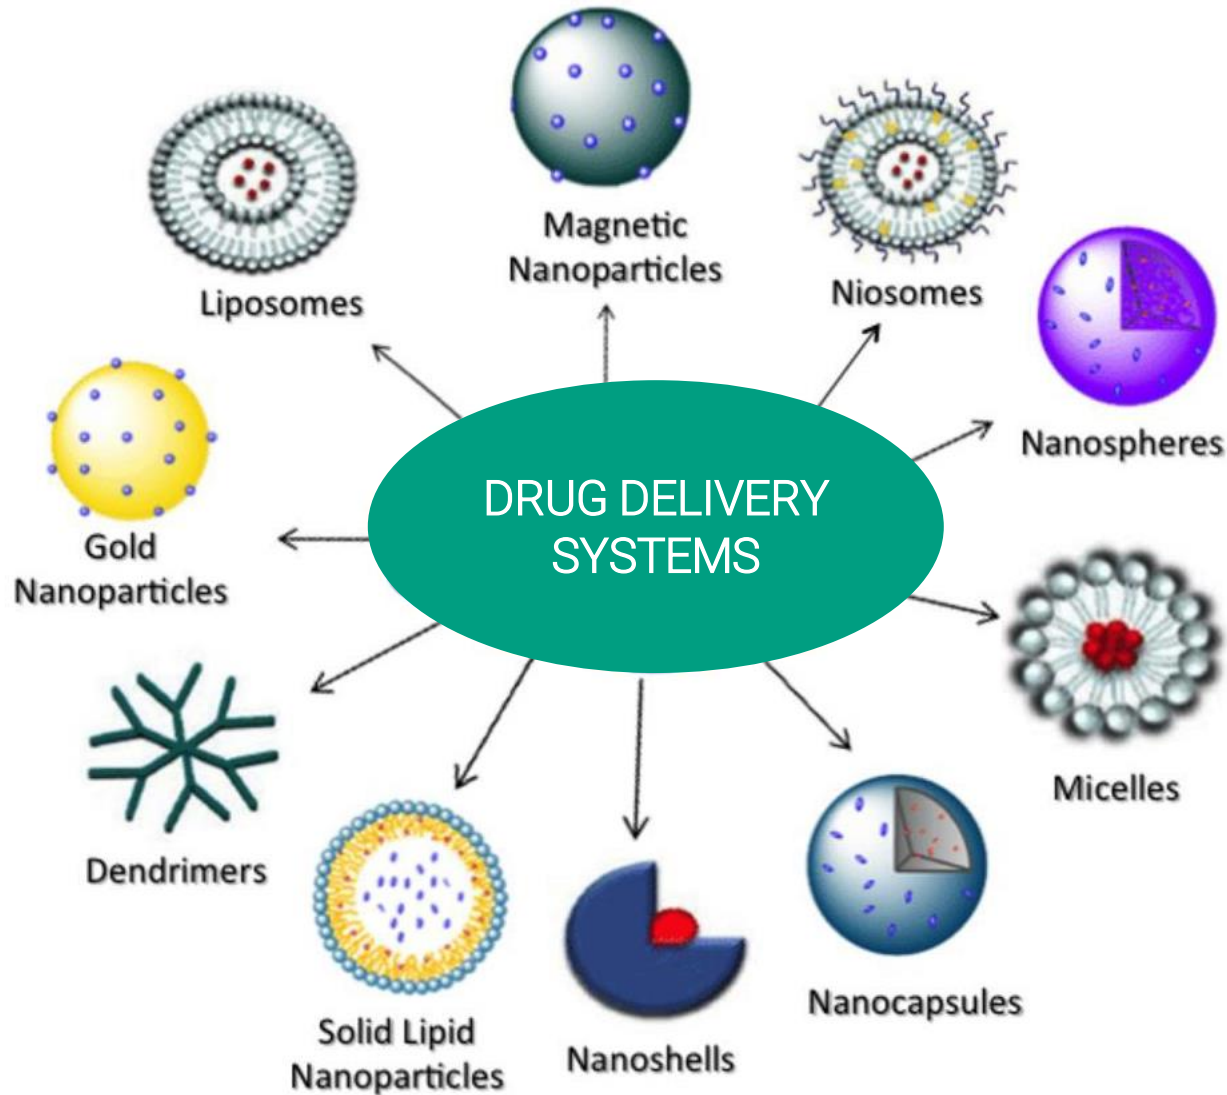 Magnetic
Nanoparticles
Liposomes
Niosomes
Nanospheres
DRUG DELIVERY
SYSTEMS
Gold
Nanoparticles
Micelles
Dendrimers
Nanocapsules
Solid Lipid
Nanoparticles
Nanoshells